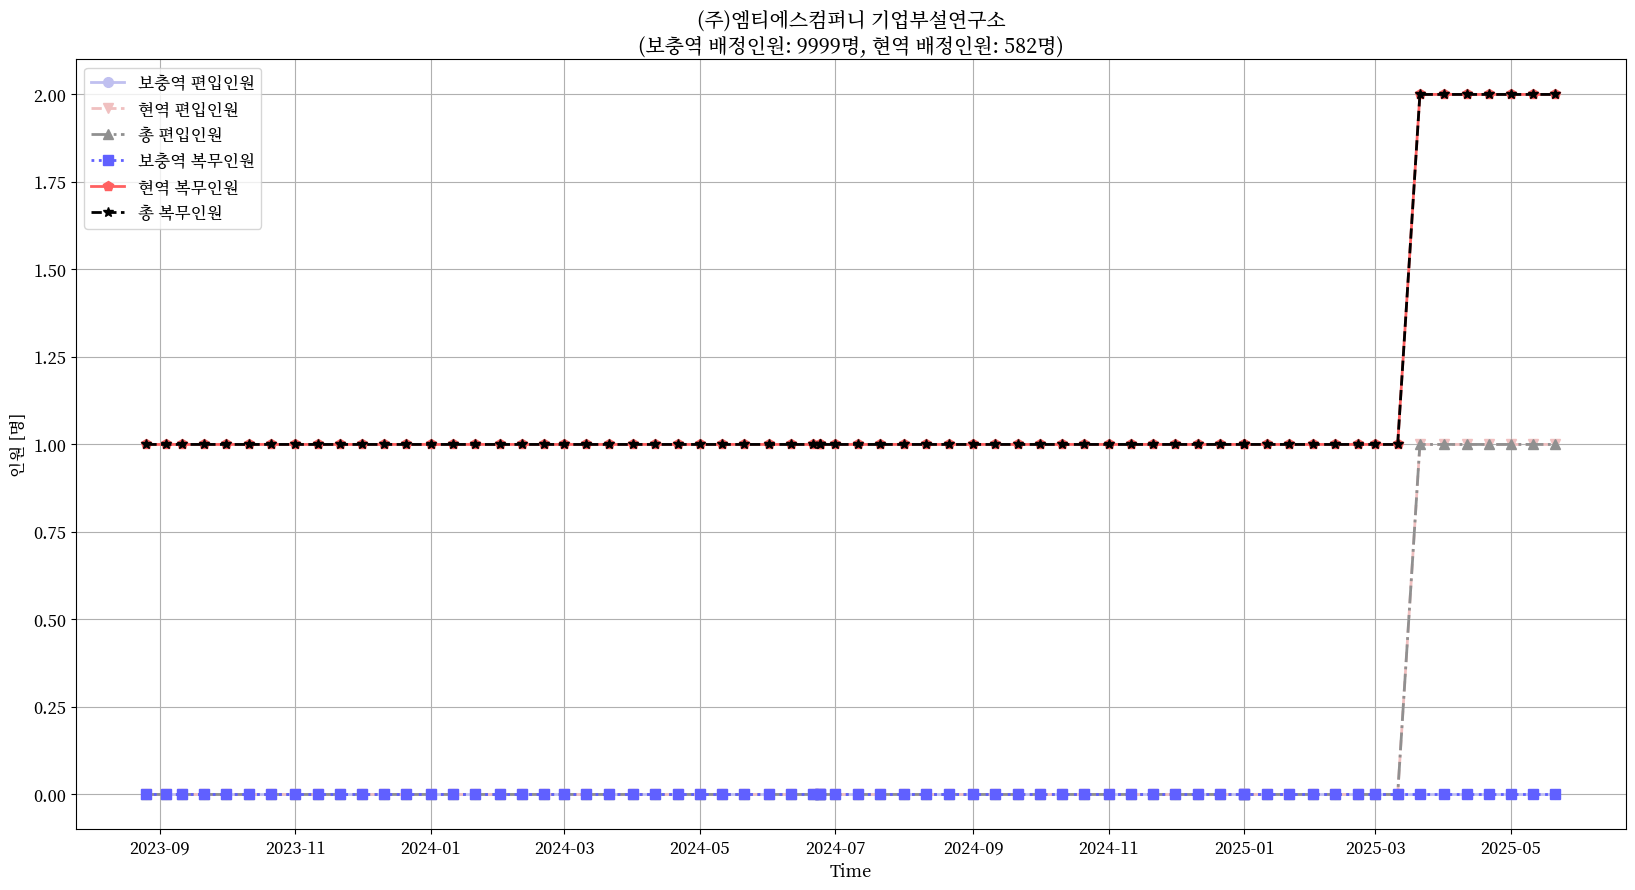 (주)엠티에스컴퍼니 기업부설연구소
(보충역 배정인원: 9999명, 현역 배정인원: 582명)
보충역 편입인원
현역 편입인원
총 편입인원
보충역 복무인원
현역 복무인원
총 복무인원
2.00
1.75
1.50
1.25
1.00
0.75
0.50
0.25
0.00
인원 [명]
2023-09 2023-11 2024-01 2024-03 2024-05 2024-07 2024-09 2024-11 2025-01 2025-03 2025-05
Time